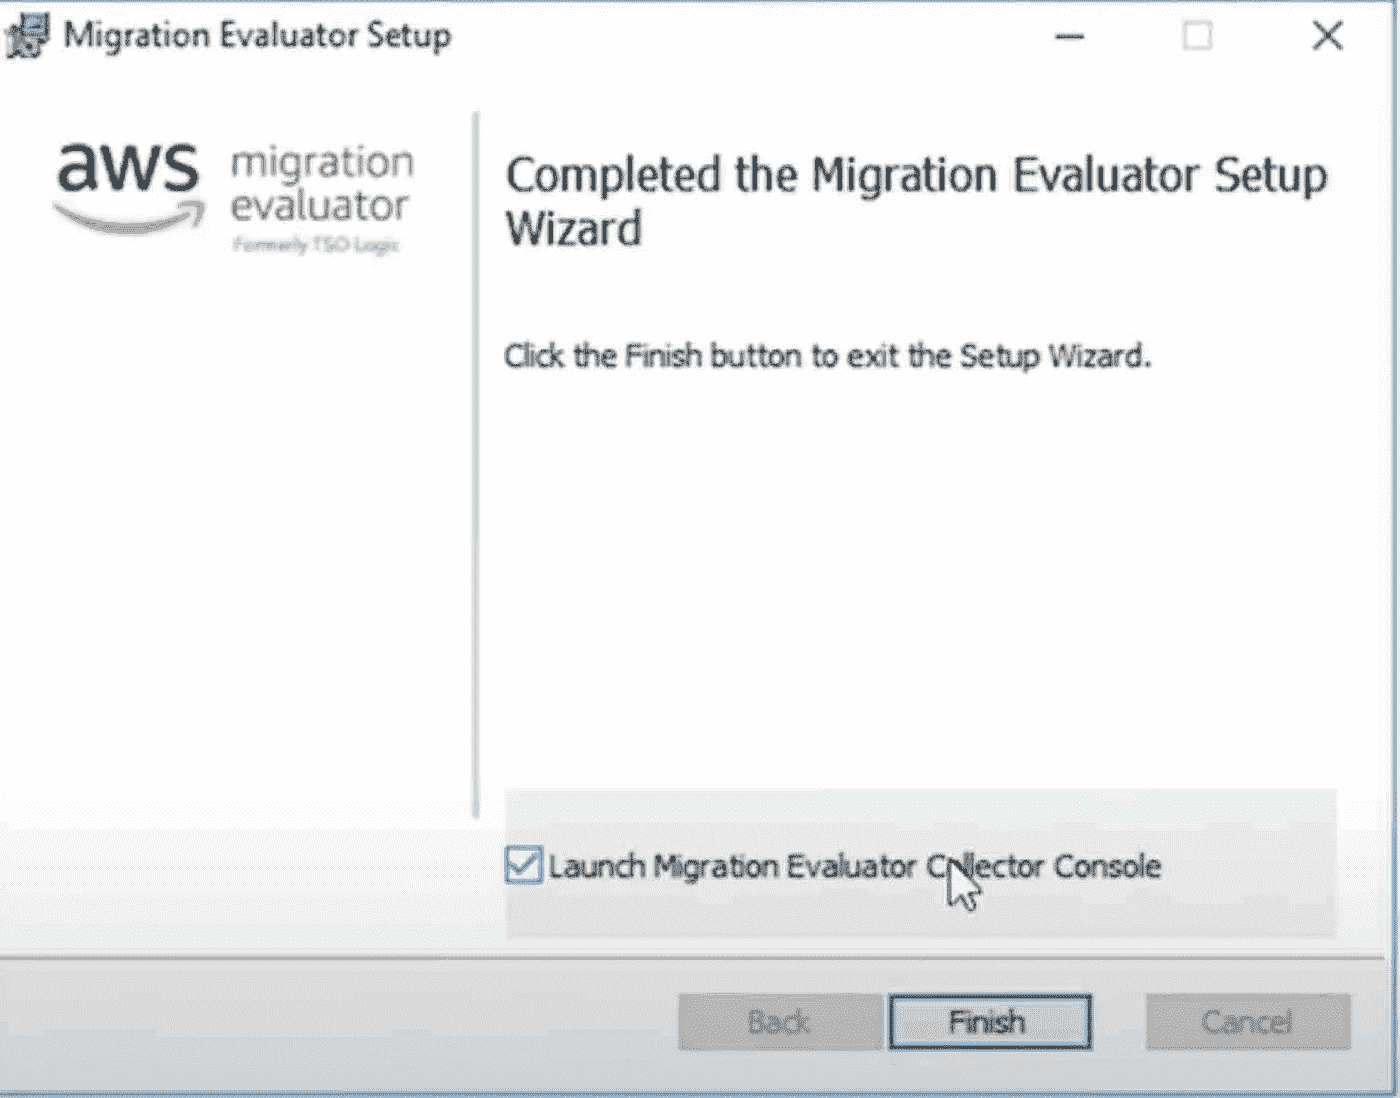 Migration Evaluator Setup
aws migration
evaluator
Formerly TSO Logic
Completed the Migration Evaluator Setup
Wizard
Click the Finish button to exit the Setup Wizard.
Launch Migration Evaluator Collector Console
Back
Finish
Cancel